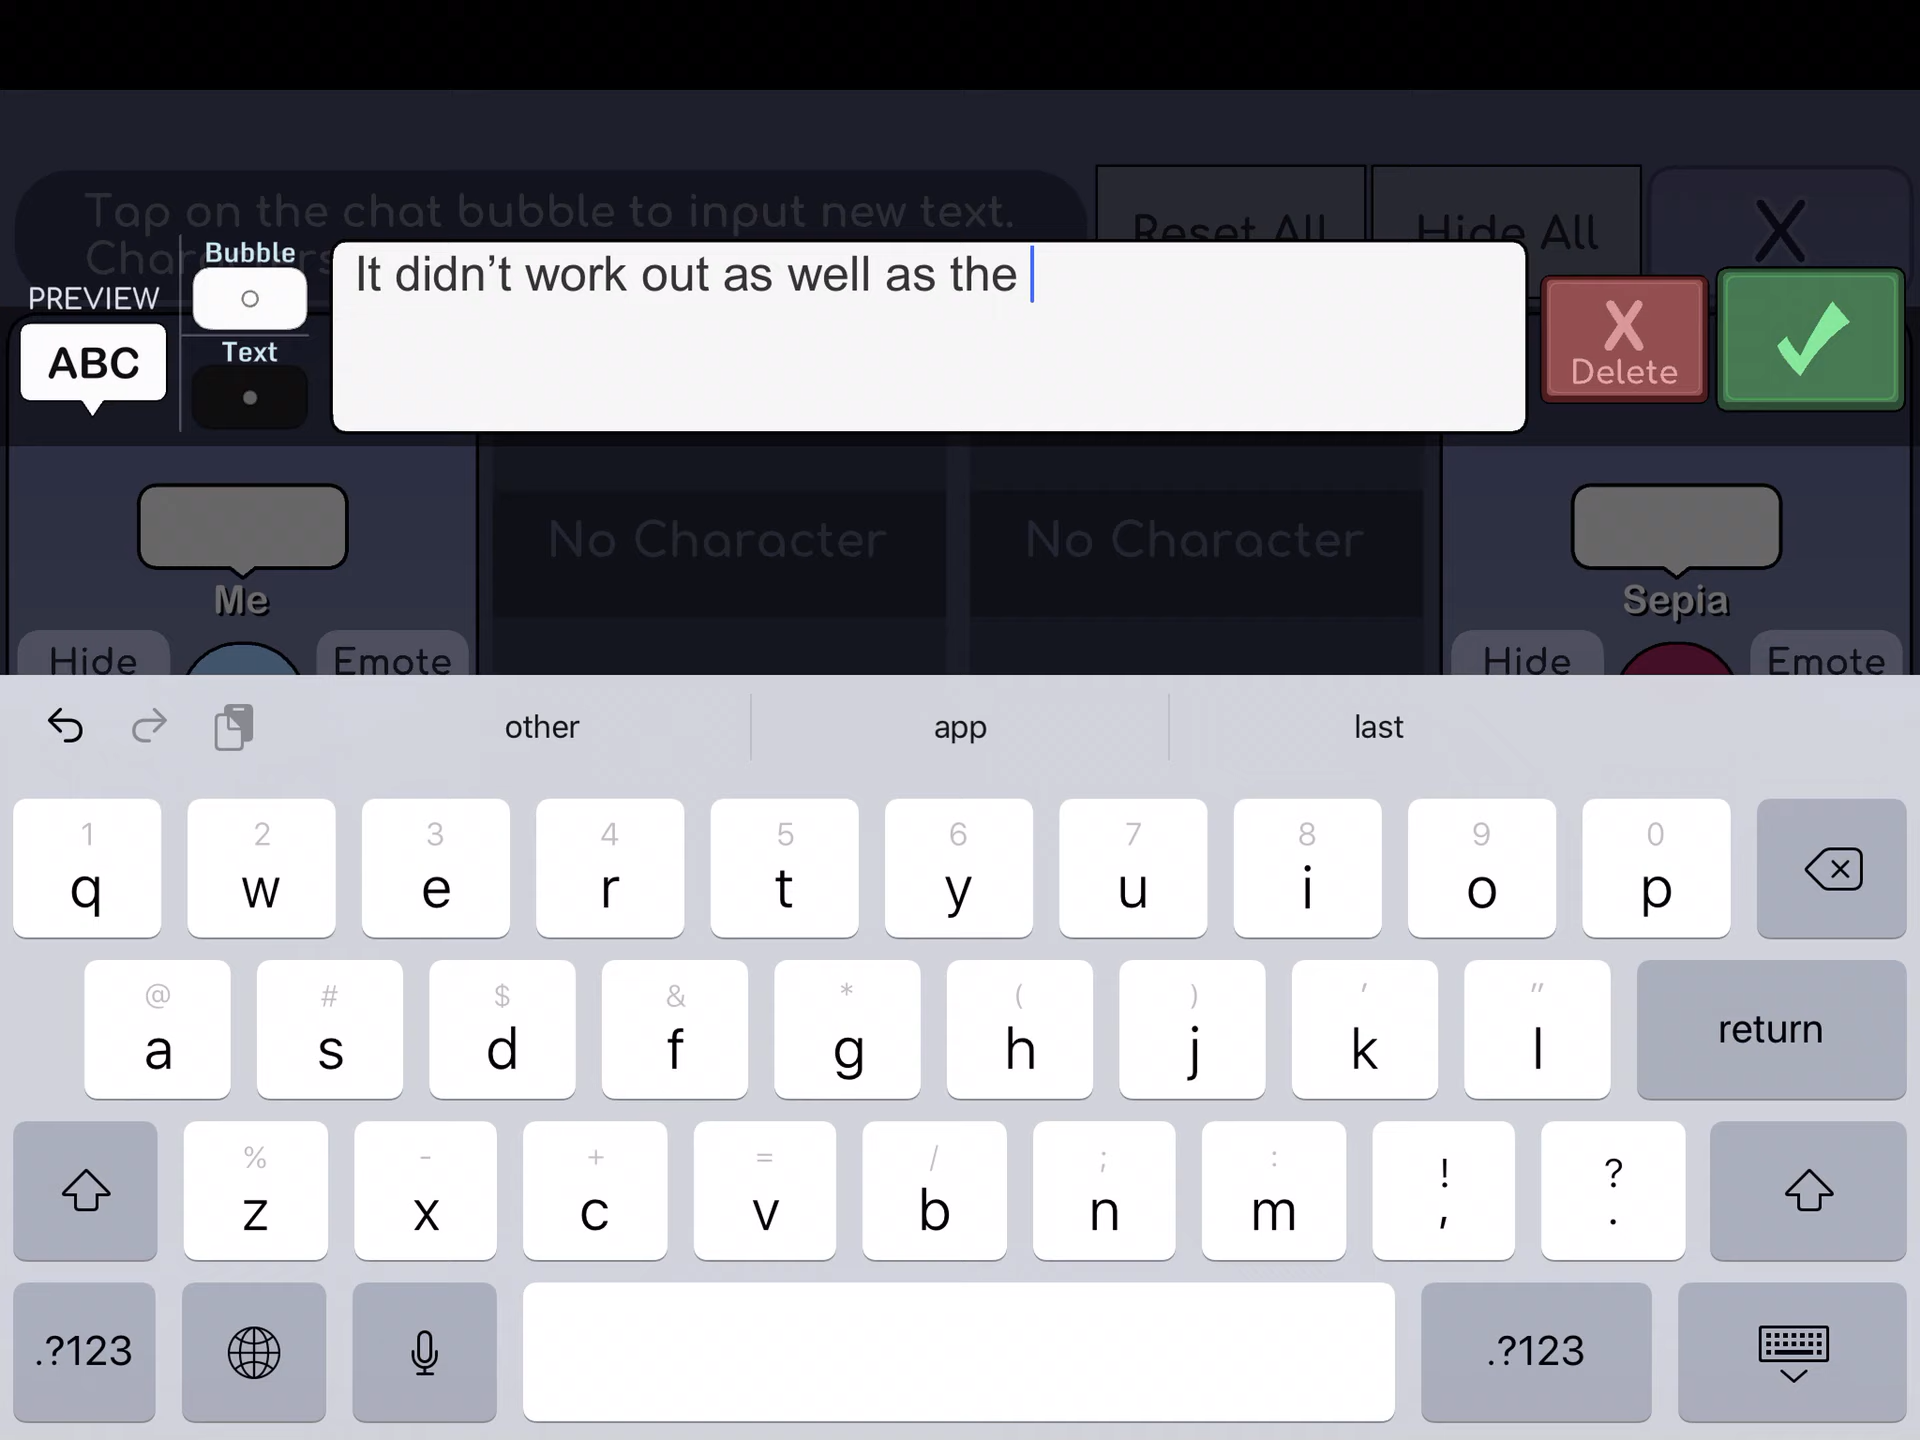 Tap on the chat bubble to input new text.
Characters
Reset All
Hide All
X
Bubble
PREVIEW
ABC
Text
It didn’t work out as well as the
X
Delete
Me
No Character
No Character
Sepia
Hide
Emote
Hide
Emote
other app last
1 2 3 4 5 6 7 8 9 0
q w e r t y u i o p
@ # $ & * ( ) ' "
a s d f g h j k l return
% - + = / ; : ! ?
z x c v b n m , .
.?123 .?123